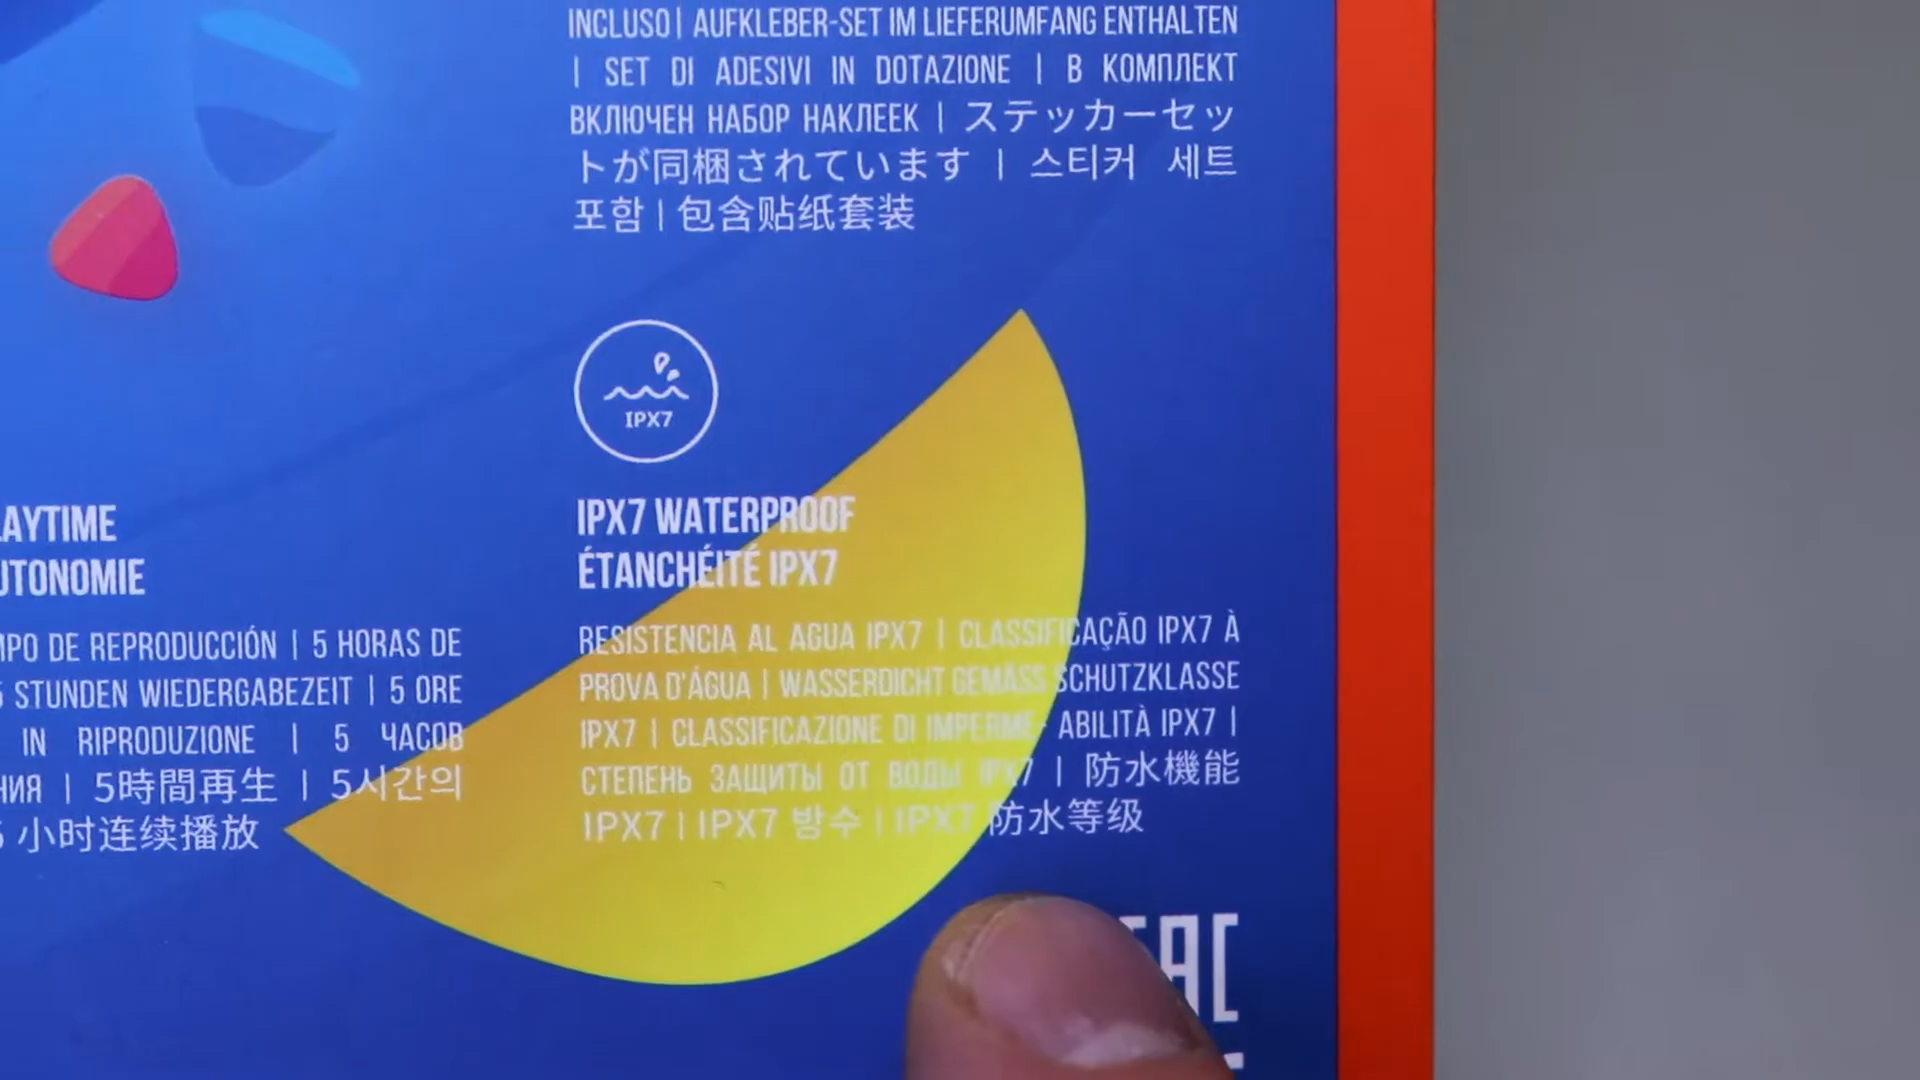 INCLUSO | AUFKLEBER-SET IM LIEFERUMFANG ENTHALTEN
| SET DI ADESIVI IN DOTAZIONE | В КОМПЛЕКТ
ВКЛЮЧЕН НАБОР НАКЛЕЕК | ステッカーセッ
トが同梱されています | 스티커 세트
포함 | 包含贴纸套装
IPX7
IPX7 WATERPROOF
ÉTANCHÉITÉ IPX7
RESISTENCIA AL AGUA IPX7 | CLASSIFICAÇÃO IPX7 À
PROVA D'ÁGUA | WASSERDICHT GEMÄSS SCHUTZKLASSE
IPX7 | CLASSIFICAZIONE DI IMPERME- ABILITÀ IPX7 |
СТЕПЕНЬ ЗАЩИТЫ ОТ ВОДЫ IPX7 | 防水機能
IPX7 | IPX7 방수 | IPX7 防水等级
LAYTIME
UTONOMIE
MPO DE REPRODUCCIÓN | 5 HORAS DE
5 STUNDEN WIEDERGABEZEIT | 5 ORE
IN RIPRODUZIONE | 5 ЧАСОВ
НИЯ | 5時間再生 | 5시간의
5 小时连续播放
EAC